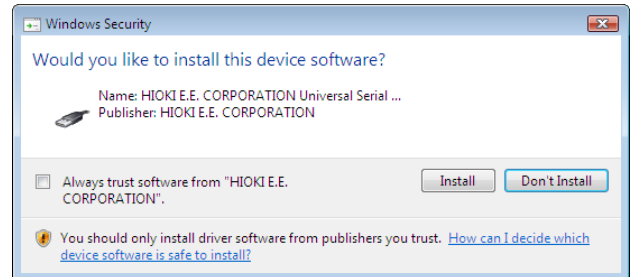 Windows Security
Would you like to install this device software?
Name: HIOKI E.E. CORPORATION Universal Serial ...
Publisher: HIOKI E.E. CORPORATION
Always trust software from "HIOKI E.E.
CORPORATION".
Install
Don't Install
You should only install driver software from publishers you trust. How can I decide which
device software is safe to install?